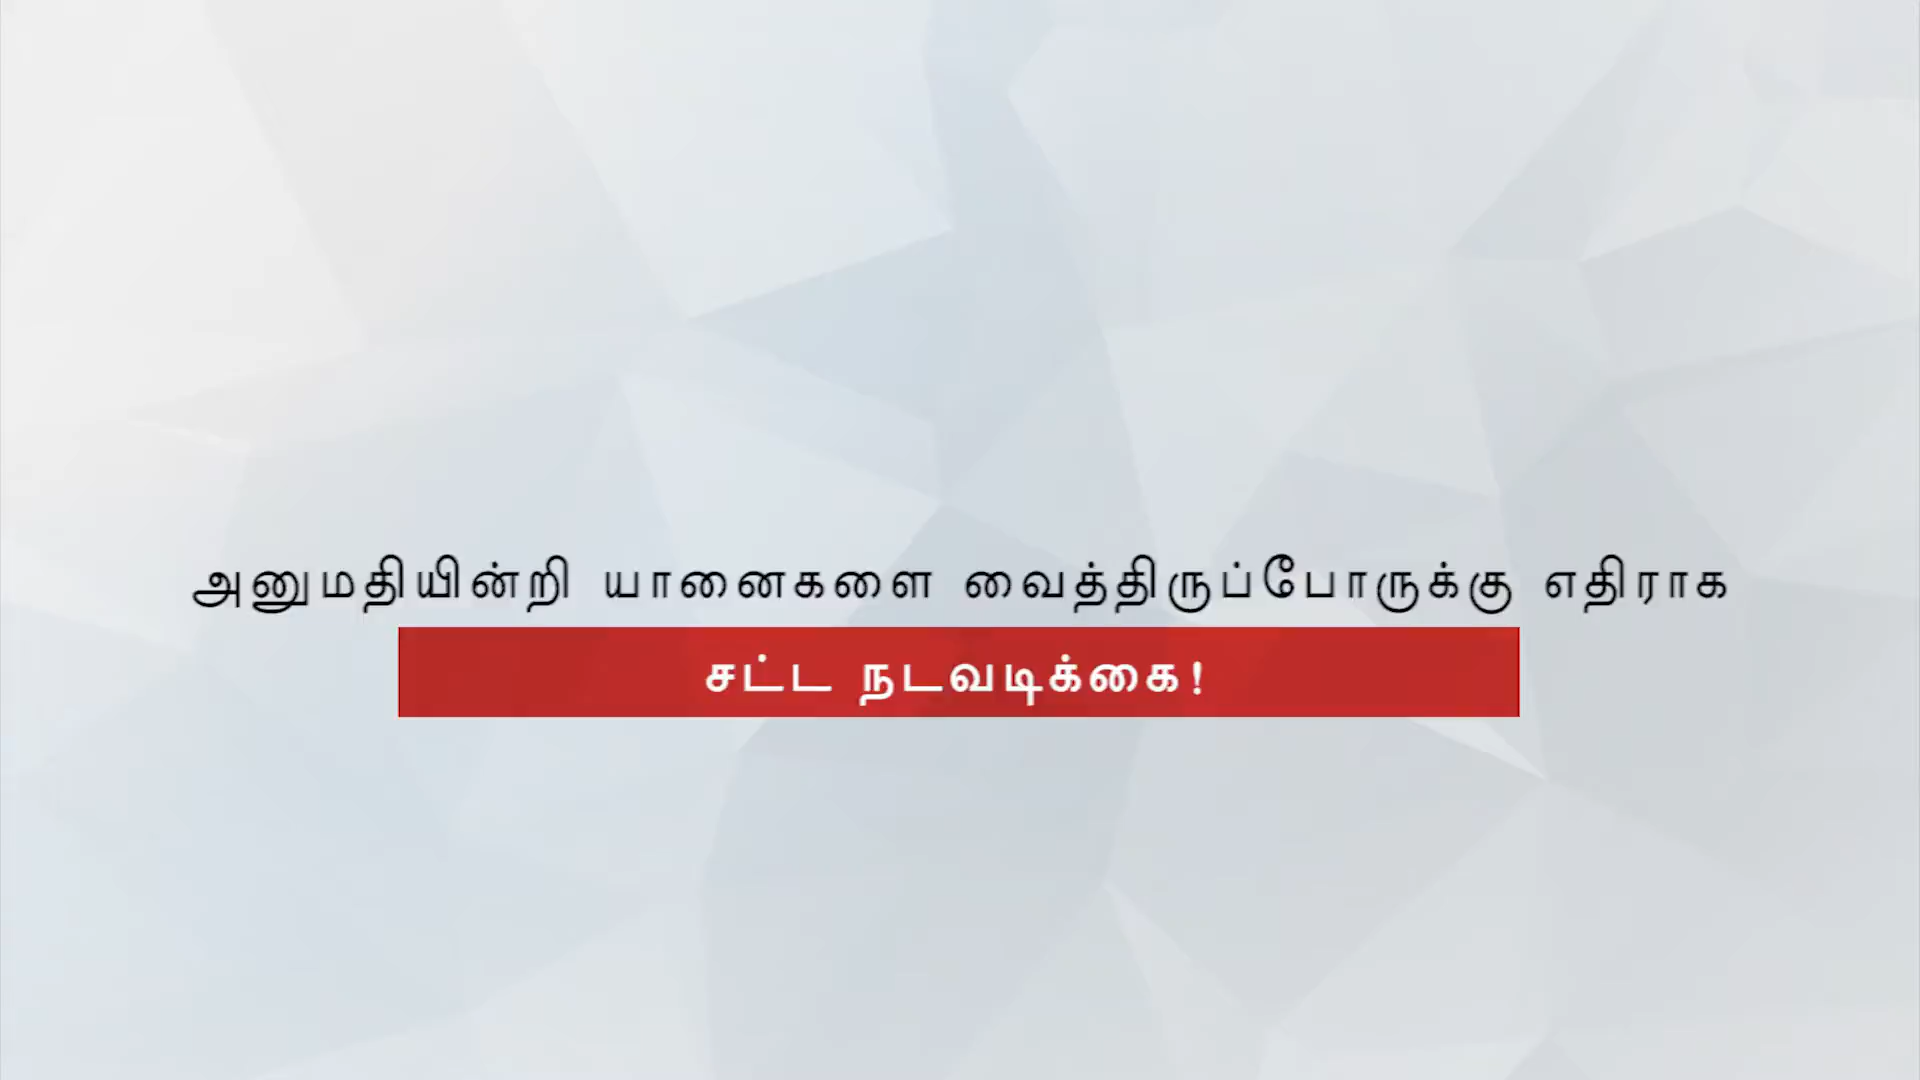 அனுமதியின்றி யானைகளை வைத்திருப்போருக்கு எதிராக
சட்ட நடவடிக்கை!